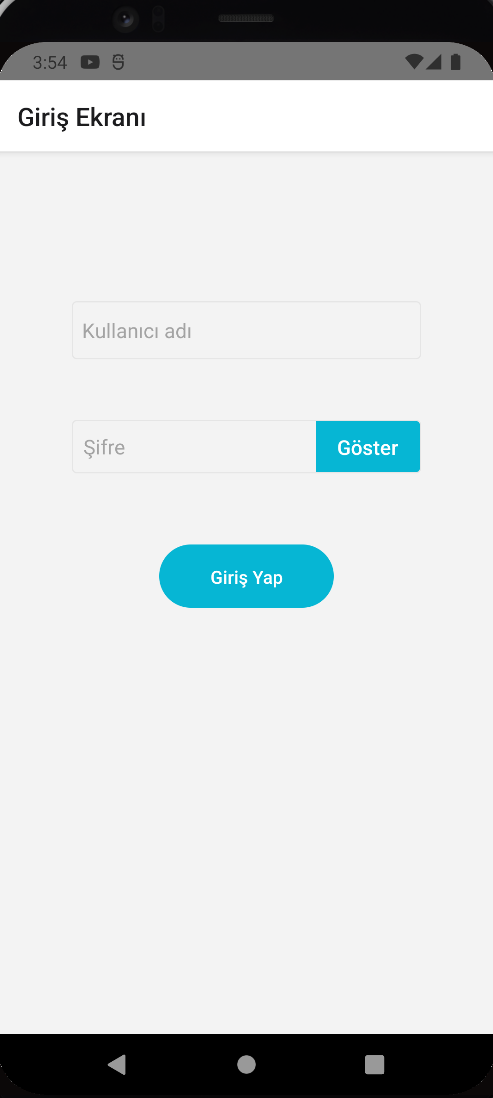 3:54
Giriş Ekranı
Kullanıcı adı
Şifre
Göster
Giriş Yap